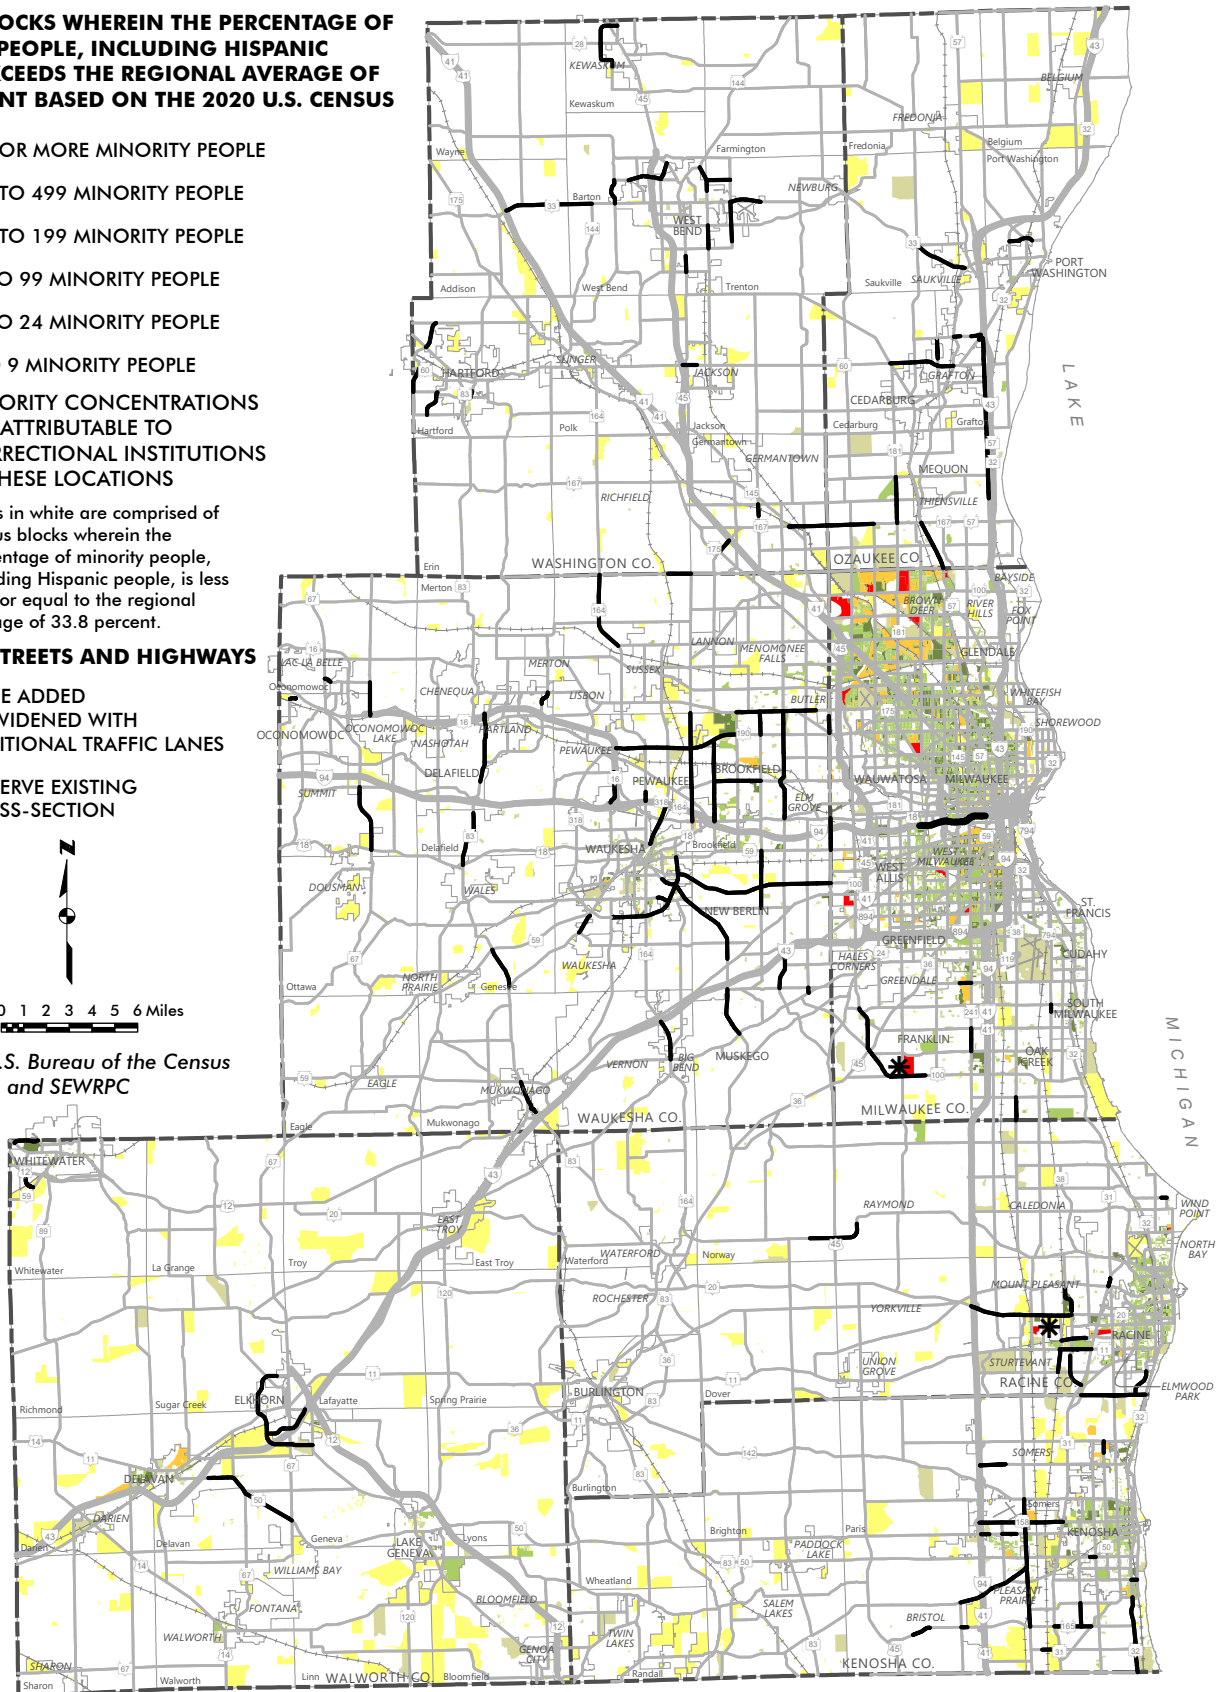 OCKS WHEREIN THE PERCENTAGE OF
PEOPLE, INCLUDING HISPANIC
CEEDS THE REGIONAL AVERAGE OF
NT BASED ON THE 2020 U.S. CENSUS
OR MORE MINORITY PEOPLE
TO 499 MINORITY PEOPLE
TO 199 MINORITY PEOPLE
O 99 MINORITY PEOPLE
O 24 MINORITY PEOPLE
9 MINORITY PEOPLE
ORITY CONCENTRATIONS
ATTRIBUTABLE TO
RRECTIONAL INSTITUTIONS
HESE LOCATIONS
s in white are comprised of
us blocks wherein the
entage of minority people,
ding Hispanic people, is less
or equal to the regional
age of 33.8 percent.
TREETS AND HIGHWAYS
E ADDED
WIDENED WITH
ITIONAL TRAFFIC LANES
ERVE EXISTING
SS-SECTION
N
0 1 2 3 4 5 6 Miles
.S. Bureau of the Census
and SEWRPC
KEWASKUM
Kewaskum
Wayne
Farmington
Barton
NEWBURG
WEST
BEND
Addison
West Bend
Trenton
BELGIUM
FREDONIA
Fredonia
Belgium
Port Washington
PORT
WASHINGTON
Saukville
SAUKVILLE
SLINGER
HARTFORD
JACKSON
GRAFTON
CEDARBURG
Hartford
Polk
Jackson
Germantown
Cedarburg
Grafto
GERMANTOWN
MEQUON
RICHFIELD
THIENSVILLE
Erin
WASHINGTON CO.
OZAUKEE CO.
LAKE
MICHIGAN
Merton
BAYSIDE
BROWN
DEER
RIVER
HILLS
FOX
POINT
LANNON
MENOMONEE
FALLS
GLENDALE
LAC LA BELLE
Oconomowoc
MERTON
SUSSEX
CHENEQUA
LISBON
BUTLER
WHITEFISH
BAY
SHOREWOOD
OCONOMOWOC
OCONOMOWOC
LAKE
NASHOTAH
HARTLAND
PEWAUKEE
DELAFIELD
PEWAUKEE
BROOKFIELD
WAUWATOSA
MILWAUKEE
SUMMIT
ELM
GROVE
Delafield
WAUKESHA
Brookfield
WEST
MILWAUKEE
WEST
ALLIS
DOUSMAN
WALES
NEW BERLIN
ST.
FRANCIS
GREENFIELD
CUDAHY
HALES
CORNERS
WAUKESHA
GREENDALE
Ottawa
NORTH
PRAIRIE
Genesee
SOUTH
MILWAUKEE
FRANKLIN
OAK
CREEK
VERNON
BIG
BEND
MUSKEGO
EAGLE
MUKWONAGO
Eagle
Mukwonago
WAUKESHA CO.
MILWAUKEE CO.
WHITEWATER
EAST
TROY
Whitewater
La Grange
Troy
East Troy
Waterford
WATERFORD
Norway
RAYMOND
CALEDONIA
WIND
POINT
NORTH
BAY
ROCHESTER
YORKVILLE
MOUNT PLEASANT
RACINE
STURTEVANT
UNION
GROVE
RACINE CO.
ELMWOOD
PARK
Richmond
Sugar Creek
ELKHORN
Lafayette
Spring Prairie
BURLINGTON
Dover
DELAVAN
SOMERS
Burlington
DARIEN
Darien
Delavan
Geneva
LAKE
GENEVA
Lyons
Brighton
Paris
Somers
KENOSHA
PADDOCK
LAKE
WILLIAMS BAY
FONTANA
BLOOMFIELD
Wheatland
SALEM
LAKES
BRISTOL
PLEASANT
PRAIRIE
WALWORTH
GENOA
CITY
TWIN
LAKES
SHARON
Sharon
Walworth
Linn
WALWORTH CO.
Bloomfield
Randall
KENOSHA CO.